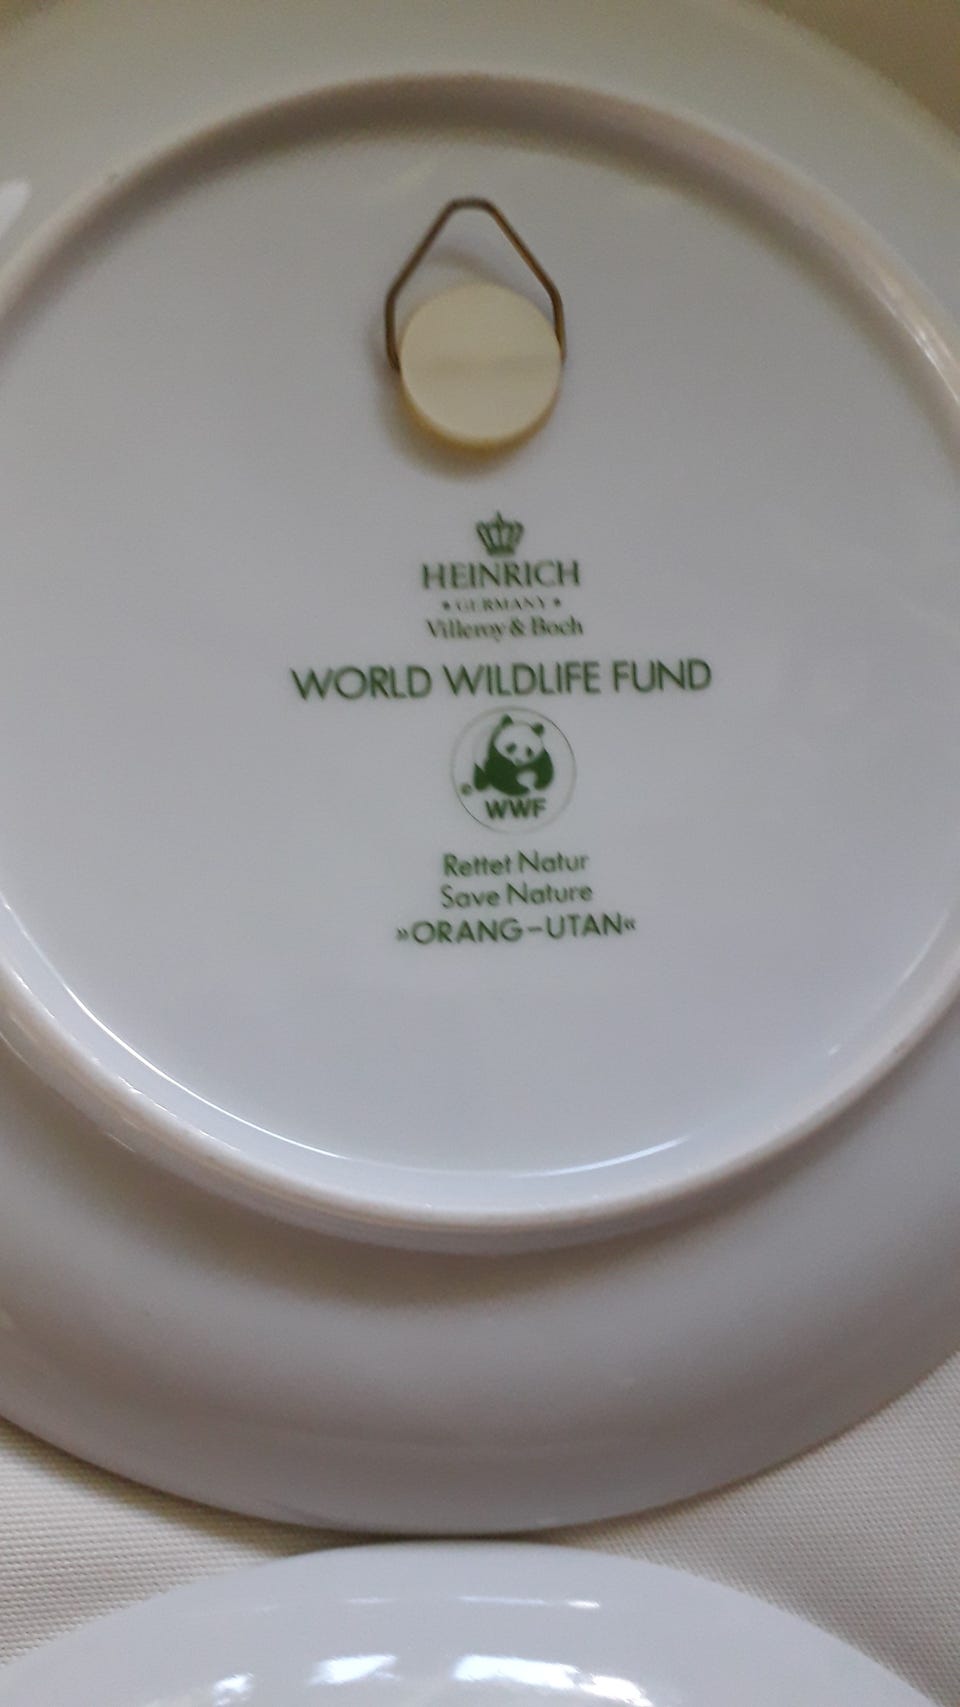 HEINRICH
• GERMANY •
Villeroy & Boch
WORLD WILDLIFE FUND
©
WWF
Rettet Natur
Save Nature
»ORANG-UTAN«